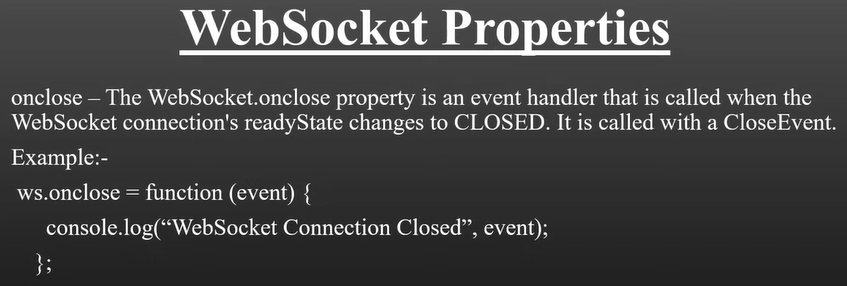 WebSocket Properties
onclose – The WebSocket.onclose property is an event handler that is called when the
WebSocket connection's readyState changes to CLOSED. It is called with a CloseEvent.
Example:-
ws.onclose = function (event) {
console.log(“WebSocket Connection Closed”, event);
};